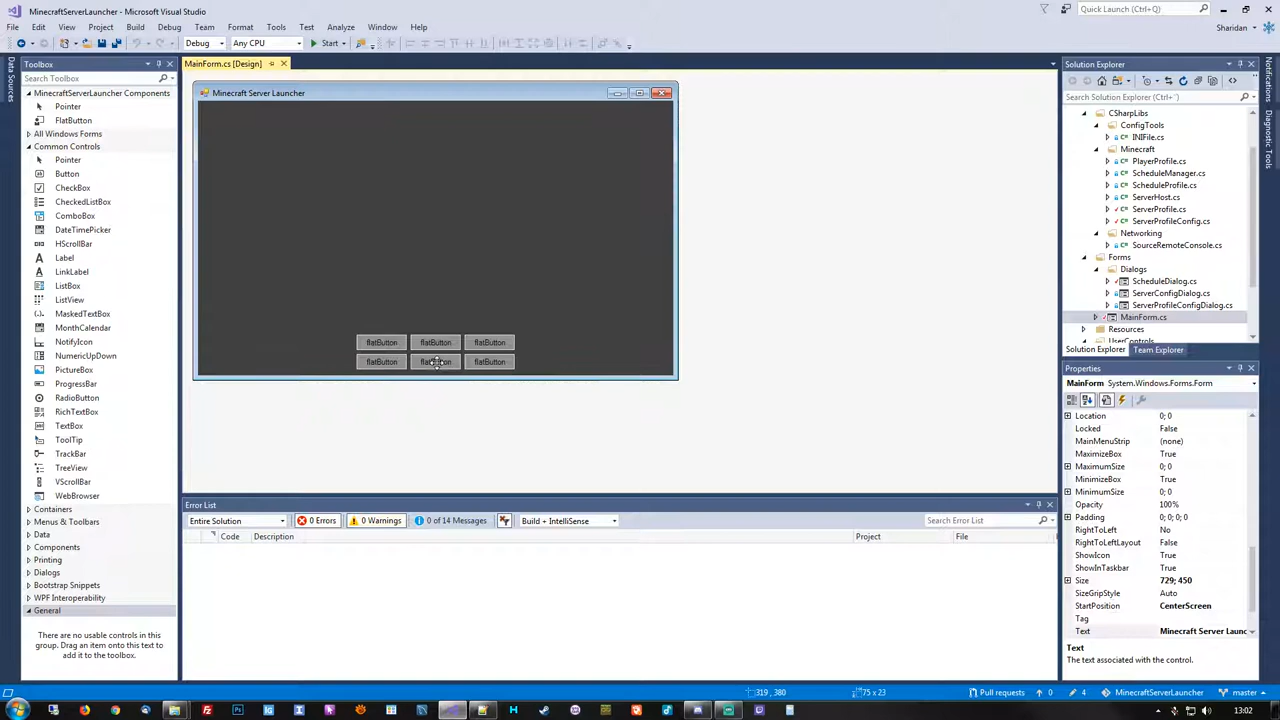 MinecraftServerLauncher - Microsoft Visual Studio
Quick Launch (Ctrl+Q)
File Edit View Project Build Debug Team Format Tools Test Analyze Window Help
Sharidan
Debug Any CPU Start
Data Sources
Toolbox
Search Toolbox
MinecraftServerLauncher Components
Pointer
FlatButton
All Windows Forms
Common Controls
Pointer
Button
CheckBox
CheckedListBox
ComboBox
DateTimePicker
HScrollBar
Label
LinkLabel
ListBox
ListView
MaskedTextBox
MonthCalendar
NotifyIcon
NumericUpDown
PictureBox
ProgressBar
RadioButton
RichTextBox
TextBox
ToolTip
TrackBar
TreeView
VScrollBar
WebBrowser
Containers
Menus & Toolbars
Data
Components
Printing
Dialogs
Bootstrap Snippets
WPF Interoperability
General
There are no usable controls in this
group. Drag an item onto this text to
add it to the toolbox.
MainForm.cs [Design]
Minecraft Server Launcher
flatButton flatButton flatButton
flatButton flatButton
Error List
Entire Solution 0 Errors 0 Warnings 0 of 14 Messages Build + IntelliSense Search Error List
Code Description Project File
Solution Explorer
Search Solution Explorer (Ctrl+¨)
CSharpLibs
ConfigTools
INIFile.cs
Minecraft
PlayerProfile.cs
ScheduleManager.cs
ScheduleProfile.cs
ServerHost.cs
ServerProfile.cs
ServerProfileConfig.cs
Networking
SourceRemoteConsole.cs
Forms
Dialogs
ScheduleDialog.cs
ServerConfigDialog.cs
ServerProfileConfigDialog.cs
MainForm.cs
Resources
UserControls
Solution Explorer Team Explorer
Properties
MainForm System.Windows.Forms.Form
Location 0; 0
Locked False
MainMenuStrip (none)
MaximizeBox True
MaximumSize 0; 0
MinimizeBox True
MinimumSize 0; 0
Opacity 100%
Padding 0; 0; 0; 0
RightToLeft No
RightToLeftLayout False
ShowIcon True
ShowInTaskbar True
Size 729; 450
SizeGripStyle Auto
StartPosition CenterScreen
Tag
Text Minecraft Server Launc
Text
The text associated with the control.
Notifications
Diagnostic Tools
319 , 380 75 x 23 Pull requests 0 4 MinecraftServerLauncher master
13:02